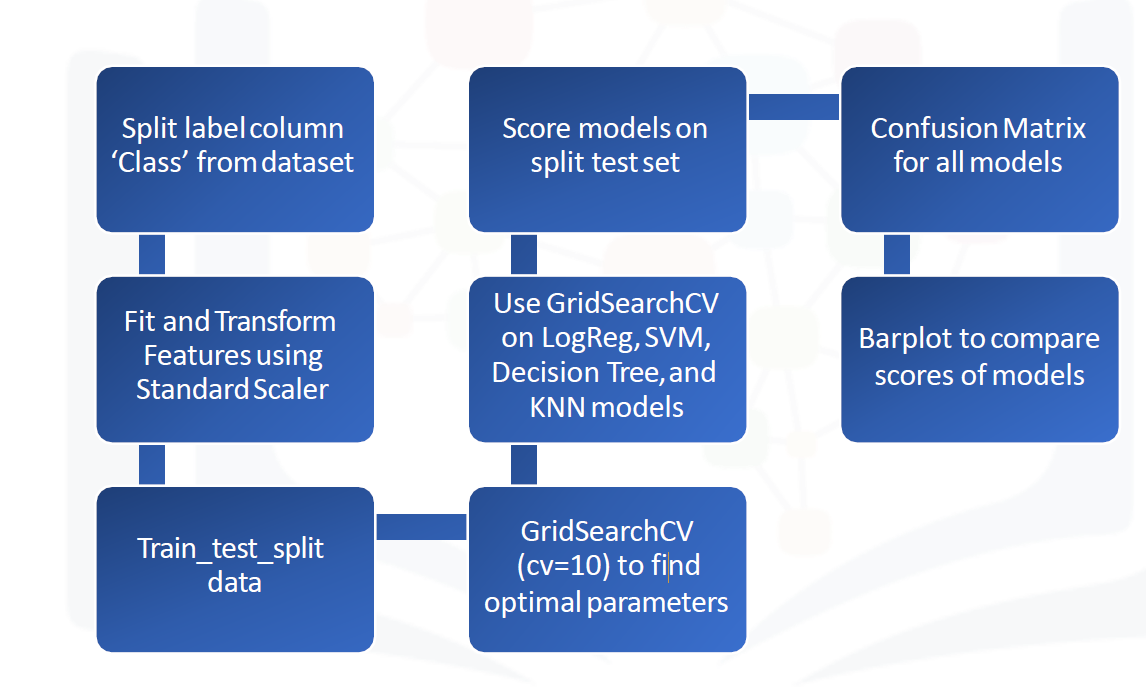 Split label column
‘Class’ from dataset
Fit and Transform
Features using
Standard Scaler
Train_test_split
data
GridSearchCV
(cv=10) to find
optimal parameters
Use GridSearchCV
on LogReg, SVM,
Decision Tree, and
KNN models
Score models on
split test set
Confusion Matrix
for all models
Barplot to compare
scores of models